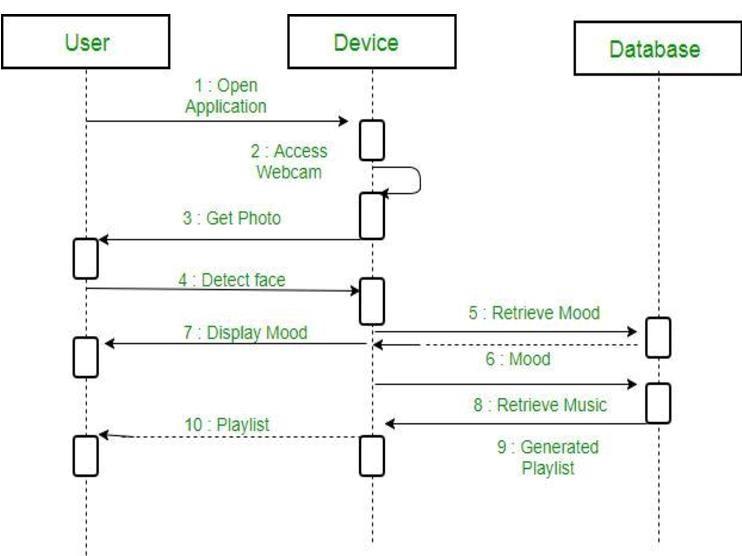 User
Device
Database
1 : Open
Application
2 : Access
Webcam
3 : Get Photo
4 : Detect face
5 : Retrieve Mood
7 : Display Mood
6 : Mood
8 : Retrieve Music
10 : Playlist
9 : Generated
Playlist